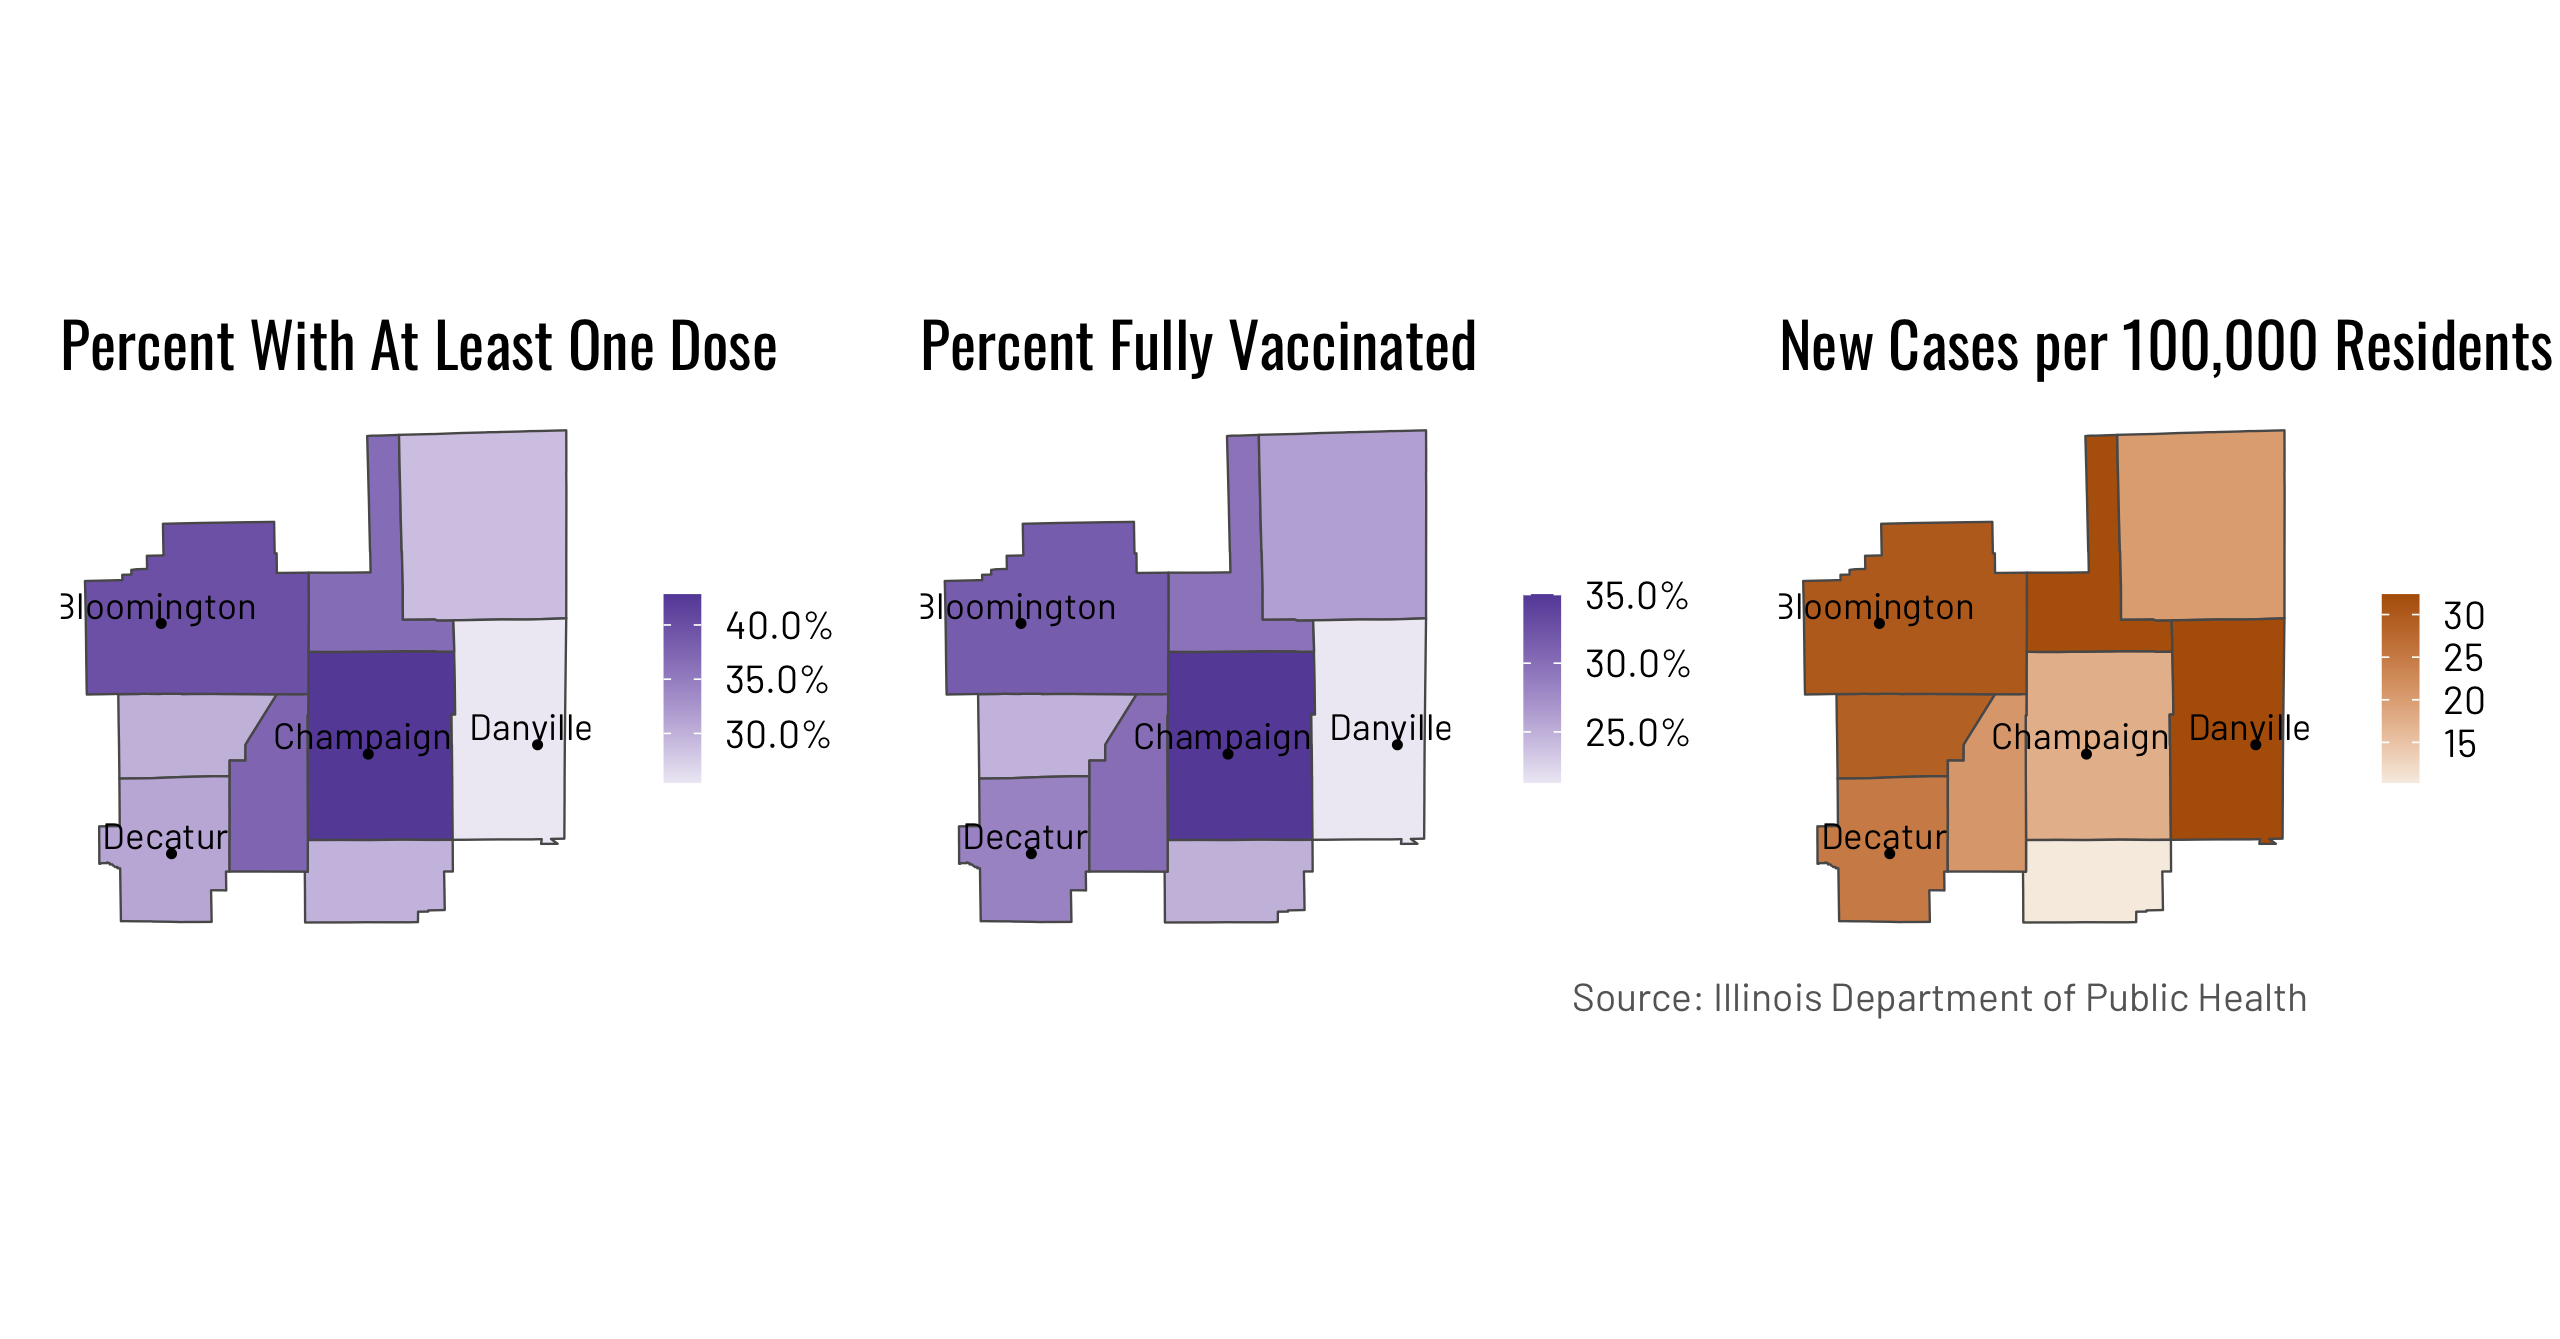 Percent With At Least One Dose
Bloomington
Champaign
Danville
Decatur
40.0%
35.0%
30.0%
Percent Fully Vaccinated
Bloomington
Champaign
Danville
Decatur
35.0%
30.0%
25.0%
New Cases per 100,000 Residents
Bloomington
Champaign
Danville
Decatur
30
25
20
15
Source: Illinois Department of Public Health